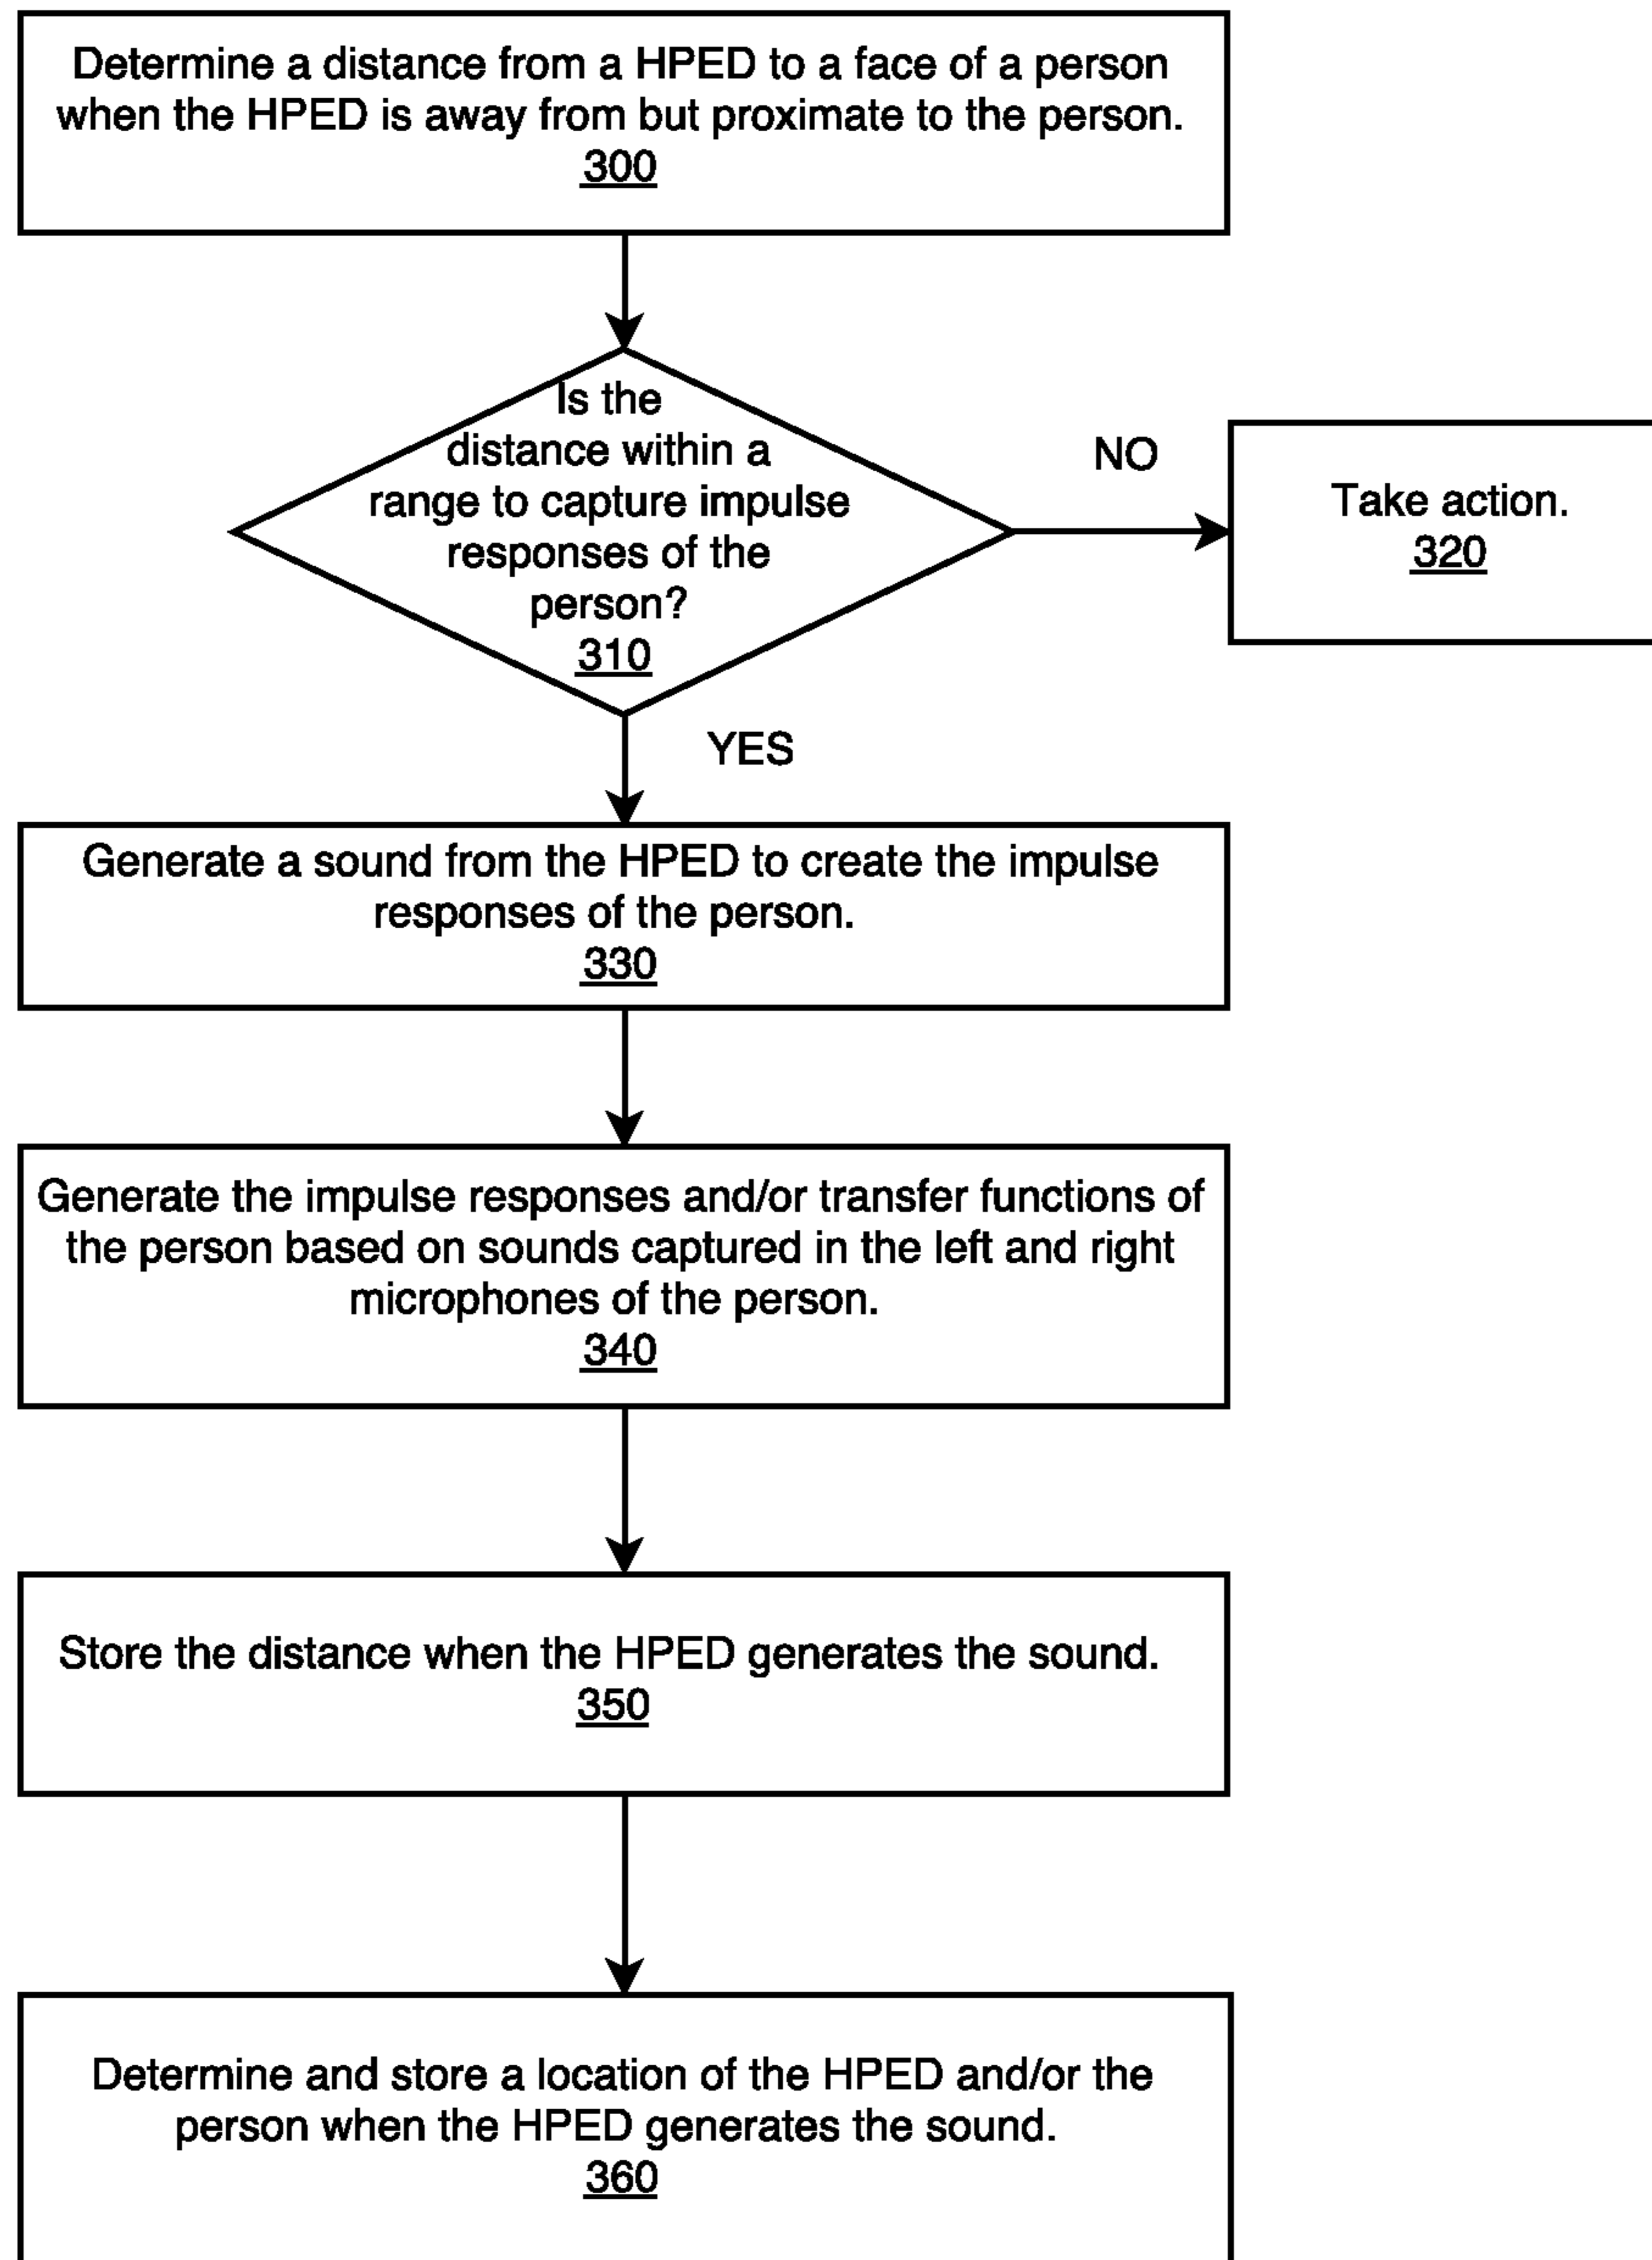 Determine a distance from a HPED to a face of a person
when the HPED is away from but proximate to the person.
300
Is the
distance within a
range to capture impulse
responses of the
person?
310
NO
Take action.
320
YES
Generate a sound from the HPED to create the impulse
responses of the person.
330
Generate the impulse responses and/or transfer functions of
the person based on sounds captured in the left and right
microphones of the person.
340
Store the distance when the HPED generates the sound.
350
Determine and store a location of the HPED and/or the
person when the HPED generates the sound.
360